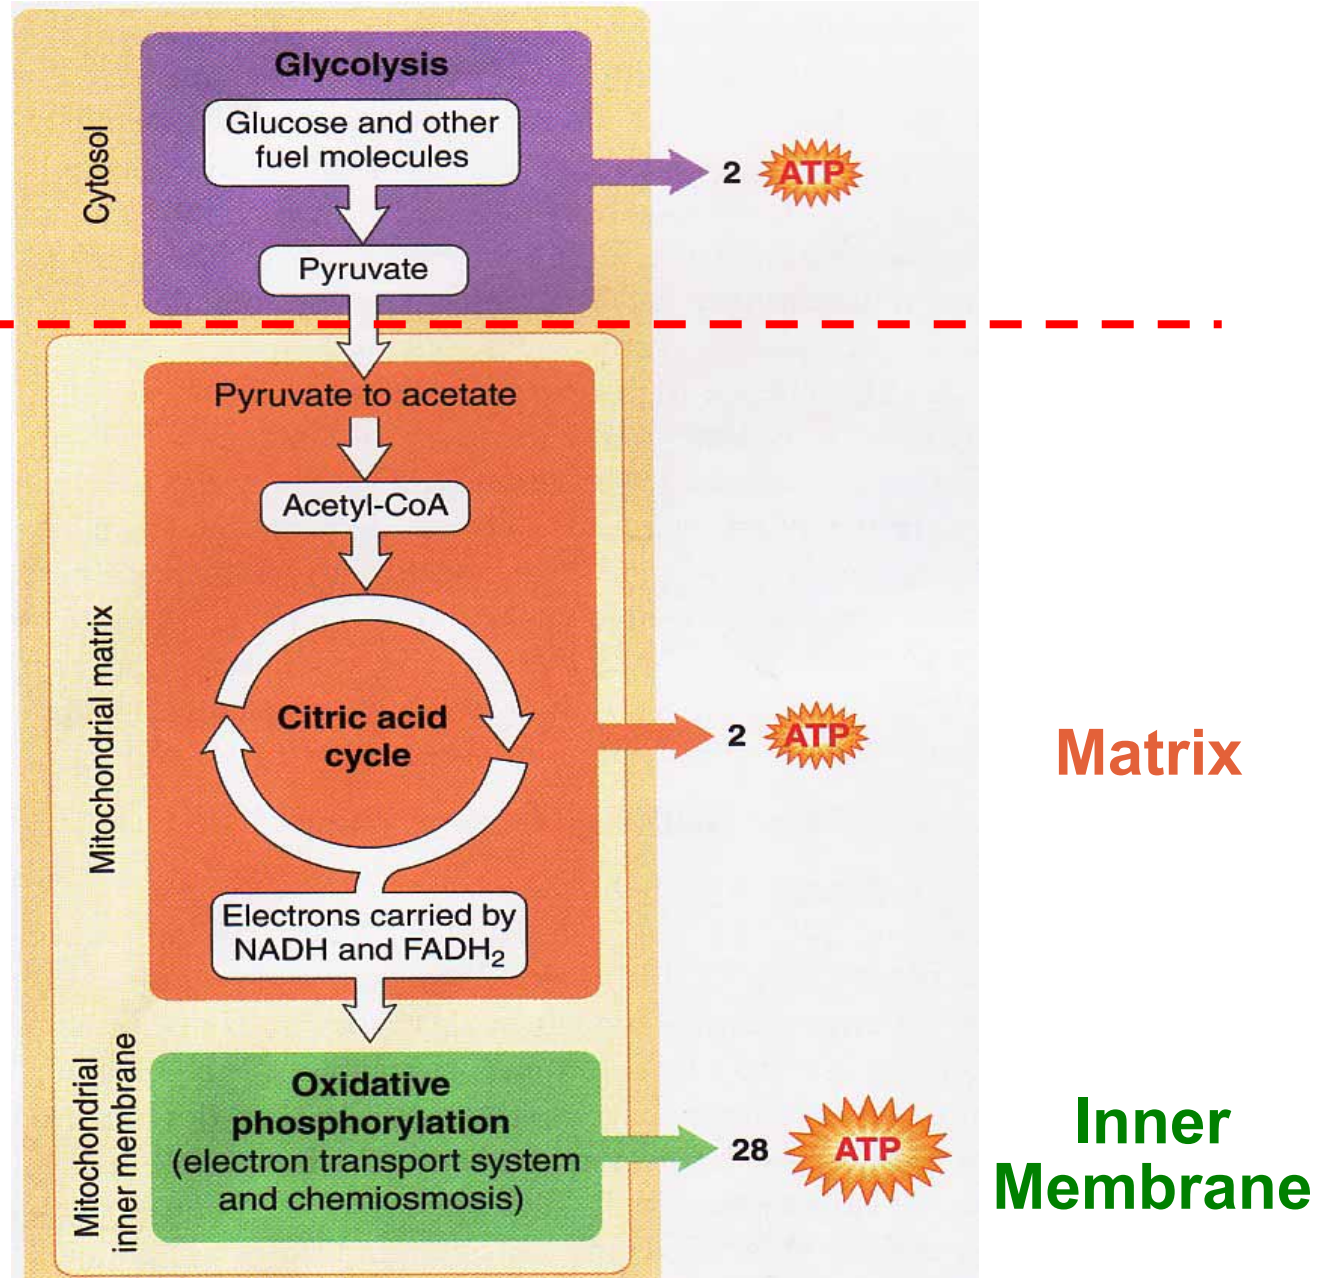 Glycolysis
Glucose and other
fuel molecules
Cytosol
2 ATP
Pyruvate
Pyruvate to acetate
Acetyl-CoA
Mitochondrial matrix
Citric acid
cycle
2 ATP
Matrix
Electrons carried by
NADH and FADH₂
Mitochondrial
inner membrane
Oxidative
phosphorylation
(electron transport system
and chemiosmosis)
28 ATP
Inner
Membrane